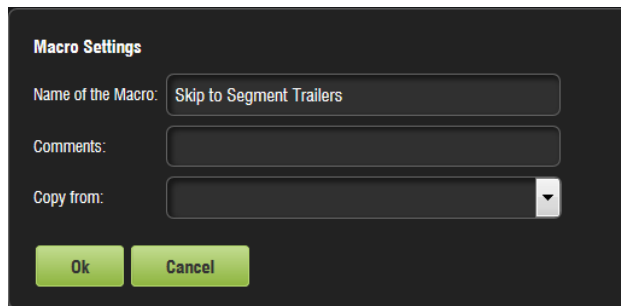 Macro Settings
Name of the Macro: Skip to Segment Trailers
Comments:
Copy from:
Ok Cancel